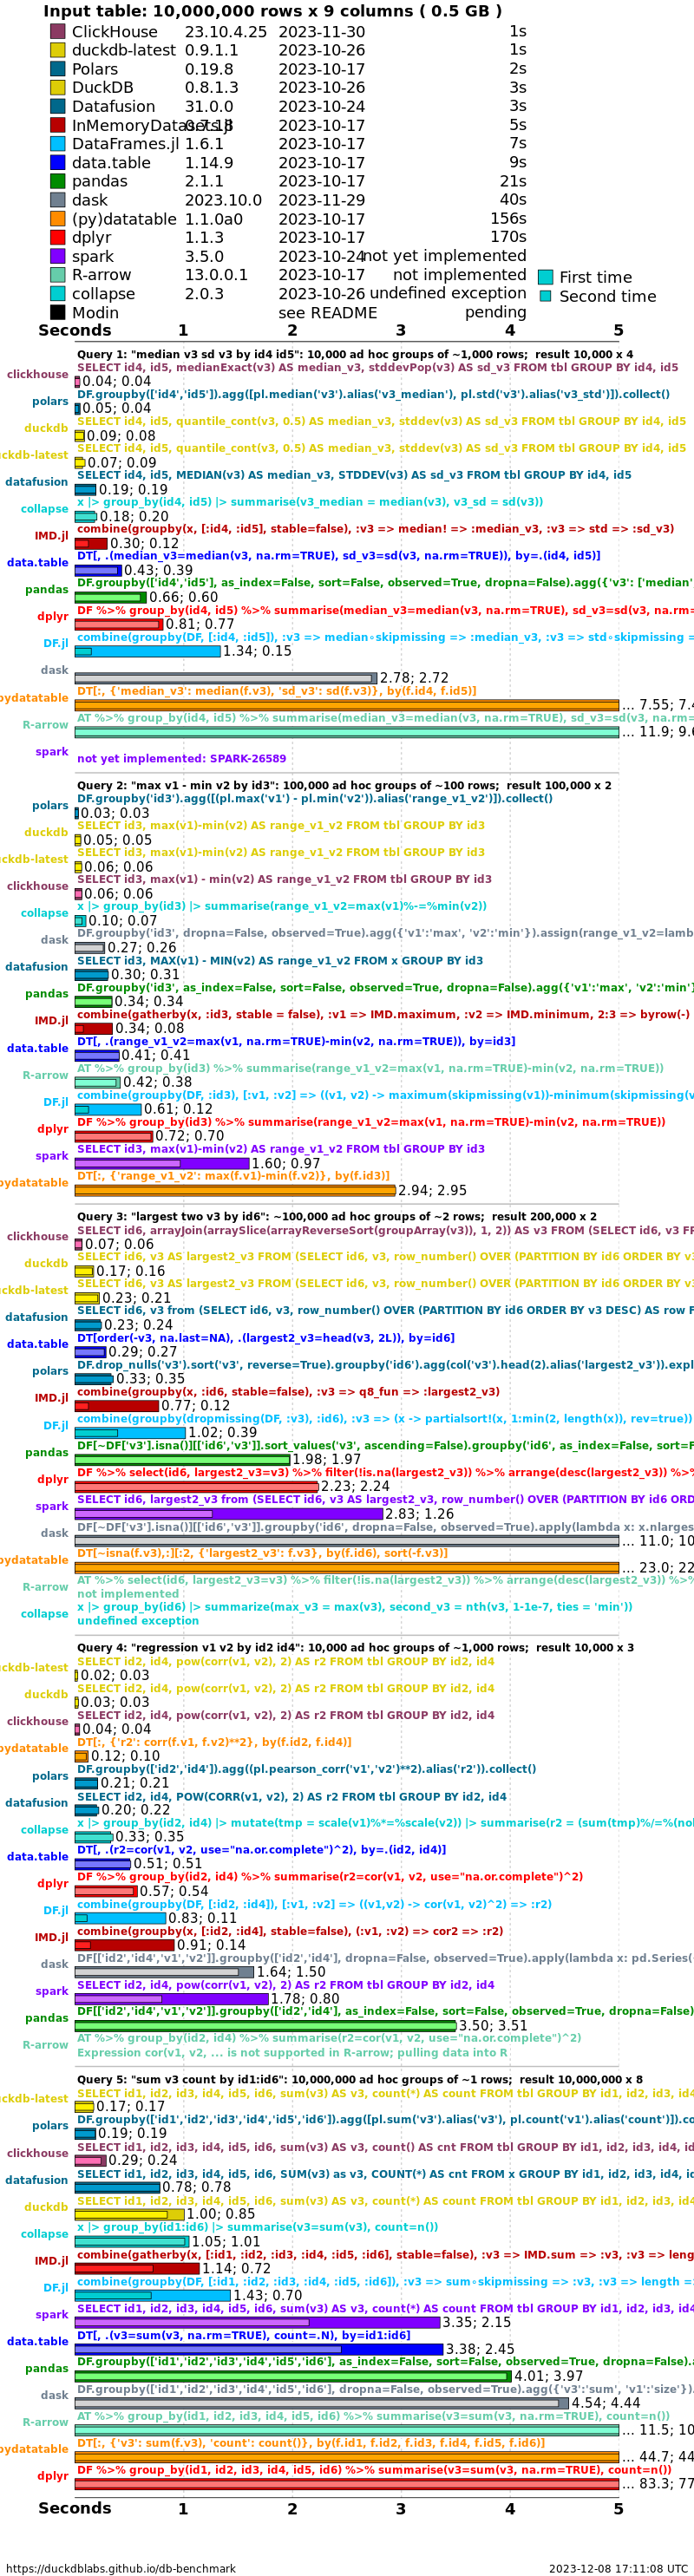 Input table: 10,000,000 rows x 9 columns ( 0.5 GB )
ClickHouse 23.10.4.25 2023-11-30 1s
duckdb-latest 0.9.1.1 2023-10-26 1s
Polars 0.19.8 2023-10-17 2s
DuckDB 0.8.1.3 2023-10-26 3s
Datafusion 31.0.0 2023-10-24 3s
InMemoryDatasets.jl 0.7.18 2023-10-17 5s
DataFrames.jl 1.6.1 2023-10-17 7s
data.table 1.14.9 2023-10-17 9s
pandas 2.1.1 2023-10-17 21s
dask 2023.10.0 2023-11-29 40s
(py)datatable 1.1.0a0 2023-10-17 156s
dplyr 1.1.3 2023-10-17 170s
spark 3.5.0 2023-10-24 not yet implemented
R-arrow 13.0.0.1 2023-10-17 not implemented
collapse 2.0.3 2023-10-26 undefined exception
Modin see README pending
First time
Second time
Seconds 1 2 3 4 5
Query 1: "median v3 sd v3 by id4 id5": 10,000 ad hoc groups of ~1,000 rows; result 10,000 x 4
SELECT id4, id5, medianExact(v3) AS median_v3, stddevPop(v3) AS sd_v3 FROM tbl GROUP BY id4, id5
clickhouse 0.04; 0.04
DF.groupby(['id4','id5']).agg([pl.median('v3').alias('v3_median'), pl.std('v3').alias('v3_std')]).collect()
polars 0.05; 0.04
SELECT id4, id5, quantile_cont(v3, 0.5) AS median_v3, stddev(v3) AS sd_v3 FROM tbl GROUP BY id4, id5
duckdb 0.09; 0.08
SELECT id4, id5, quantile_cont(v3, 0.5) AS median_v3, stddev(v3) AS sd_v3 FROM tbl GROUP BY id4, id5
uckdb-latest 0.07; 0.09
SELECT id4, id5, MEDIAN(v3) AS median_v3, STDDEV(v3) AS sd_v3 FROM tbl GROUP BY id4, id5
datafusion 0.19; 0.19
x |> group_by(id4, id5) |> summarise(v3_median = median(v3), v3_sd = sd(v3))
collapse 0.18; 0.20
combine(groupby(x, [:id4, :id5], stable=false), :v3 => median! => :median_v3, :v3 => std => :sd_v3)
IMD.jl 0.30; 0.12
DT[, .(median_v3=median(v3, na.rm=TRUE), sd_v3=sd(v3, na.rm=TRUE)), by=.(id4, id5)]
data.table 0.43; 0.39
DF.groupby(['id4','id5'], as_index=False, sort=False, observed=True, dropna=False).agg({'v3': ['median',
pandas 0.66; 0.60
DF %>% group_by(id4, id5) %>% summarise(median_v3=median(v3, na.rm=TRUE), sd_v3=sd(v3, na.rm=
dplyr 0.81; 0.77
combine(groupby(DF, [:id4, :id5]), :v3 => median∘skipmissing => :median_v3, :v3 => std∘skipmissing =
DF.jl 1.34; 0.15
dask 2.78; 2.72
DT[:, {'median_v3': median(f.v3), 'sd_v3': sd(f.v3)}, by(f.id4, f.id5)]
pydatatable ... 7.55; 7.4
AT %>% group_by(id4, id5) %>% summarise(median_v3=median(v3, na.rm=TRUE), sd_v3=sd(v3, na.rm=
R-arrow ... 11.9; 9.6
spark not yet implemented: SPARK-26589
Query 2: "max v1 - min v2 by id3": 100,000 ad hoc groups of ~100 rows; result 100,000 x 2
DF.groupby('id3').agg([(pl.max('v1') - pl.min('v2')).alias('range_v1_v2')]).collect()
polars 0.03; 0.03
SELECT id3, max(v1)-min(v2) AS range_v1_v2 FROM tbl GROUP BY id3
duckdb 0.05; 0.05
SELECT id3, max(v1)-min(v2) AS range_v1_v2 FROM tbl GROUP BY id3
uckdb-latest 0.06; 0.06
SELECT id3, max(v1) - min(v2) AS range_v1_v2 FROM tbl GROUP BY id3
clickhouse 0.06; 0.06
x |> group_by(id3) |> summarise(range_v1_v2=max(v1)%-=%min(v2))
collapse 0.10; 0.07
DF.groupby('id3', dropna=False, observed=True).agg({'v1':'max', 'v2':'min'}).assign(range_v1_v2=lamb
dask 0.27; 0.26
SELECT id3, MAX(v1) - MIN(v2) AS range_v1_v2 FROM x GROUP BY id3
datafusion 0.30; 0.31
DF.groupby('id3', as_index=False, sort=False, observed=True, dropna=False).agg({'v1':'max', 'v2':'min'}
pandas 0.34; 0.34
combine(gatherby(x, :id3, stable = false), :v1 => IMD.maximum, :v2 => IMD.minimum, 2:3 => byrow(-)
IMD.jl 0.34; 0.08
DT[, .(range_v1_v2=max(v1, na.rm=TRUE)-min(v2, na.rm=TRUE)), by=id3]
data.table 0.41; 0.41
AT %>% group_by(id3) %>% summarise(range_v1_v2=max(v1, na.rm=TRUE)-min(v2, na.rm=TRUE))
R-arrow 0.42; 0.38
combine(groupby(DF, :id3), [:v1, :v2] => ((v1, v2) -> maximum(skipmissing(v1))-minimum(skipmissing(v
DF.jl 0.61; 0.12
DF %>% group_by(id3) %>% summarise(range_v1_v2=max(v1, na.rm=TRUE)-min(v2, na.rm=TRUE))
dplyr 0.72; 0.70
SELECT id3, max(v1)-min(v2) AS range_v1_v2 FROM tbl GROUP BY id3
spark 1.60; 0.97
DT[:, {'range_v1_v2': max(f.v1)-min(f.v2)}, by(f.id3)]
pydatatable 2.94; 2.95
Query 3: "largest two v3 by id6": ~100,000 ad hoc groups of ~2 rows; result 200,000 x 2
SELECT id6, arrayJoin(arraySlice(arrayReverseSort(groupArray(v3)), 1, 2)) AS v3 FROM (SELECT id6, v3 FR
clickhouse 0.07; 0.06
SELECT id6, v3 AS largest2_v3 FROM (SELECT id6, v3, row_number() OVER (PARTITION BY id6 ORDER BY v3
duckdb 0.17; 0.16
SELECT id6, v3 AS largest2_v3 FROM (SELECT id6, v3, row_number() OVER (PARTITION BY id6 ORDER BY v3
uckdb-latest 0.23; 0.21
SELECT id6, v3 from (SELECT id6, v3, row_number() OVER (PARTITION BY id6 ORDER BY v3 DESC) AS row F
datafusion 0.23; 0.24
DT[order(-v3, na.last=NA), .(largest2_v3=head(v3, 2L)), by=id6]
data.table 0.29; 0.27
DF.drop_nulls('v3').sort('v3', reverse=True).groupby('id6').agg(col('v3').head(2).alias('largest2_v3')).expl
polars 0.33; 0.35
combine(groupby(x, :id6, stable=false), :v3 => q8_fun => :largest2_v3)
IMD.jl 0.77; 0.12
combine(groupby(dropmissing(DF, :v3), :id6), :v3 => (x -> partialsort!(x, 1:min(2, length(x)), rev=true))
DF.jl 1.02; 0.39
DF[~DF['v3'].isna()][['id6','v3']].sort_values('v3', ascending=False).groupby('id6', as_index=False, sort=F
pandas 1.98; 1.97
DF %>% select(id6, largest2_v3=v3) %>% filter(!is.na(largest2_v3)) %>% arrange(desc(largest2_v3)) %>%
dplyr 2.23; 2.24
SELECT id6, largest2_v3 from (SELECT id6, v3 AS largest2_v3, row_number() OVER (PARTITION BY id6 ORD
spark 2.83; 1.26
DF[~DF['v3'].isna()][['id6','v3']].groupby('id6', dropna=False, observed=True).apply(lambda x: x.nlarges
dask ... 11.0; 10
DT[~isna(f.v3),:][:2, {'largest2_v3': f.v3}, by(f.id6), sort(-f.v3)]
pydatatable ... 23.0; 22
AT %>% select(id6, largest2_v3=v3) %>% filter(!is.na(largest2_v3)) %>% arrange(desc(largest2_v3)) %>%
R-arrow not implemented
x |> group_by(id6) |> summarize(max_v3 = max(v3), second_v3 = nth(v3, 1-1e-7, ties = 'min'))
collapse undefined exception
Query 4: "regression v1 v2 by id2 id4": 10,000 ad hoc groups of ~1,000 rows; result 10,000 x 3
SELECT id2, id4, pow(corr(v1, v2), 2) AS r2 FROM tbl GROUP BY id2, id4
uckdb-latest 0.02; 0.03
SELECT id2, id4, pow(corr(v1, v2), 2) AS r2 FROM tbl GROUP BY id2, id4
duckdb 0.03; 0.03
SELECT id2, id4, pow(corr(v1, v2), 2) AS r2 FROM tbl GROUP BY id2, id4
clickhouse 0.04; 0.04
DT[:, {'r2': corr(f.v1, f.v2)**2}, by(f.id2, f.id4)]
pydatatable 0.12; 0.10
DF.groupby(['id2','id4']).agg((pl.pearson_corr('v1','v2')**2).alias('r2')).collect()
polars 0.21; 0.21
SELECT id2, id4, POW(CORR(v1, v2), 2) AS r2 FROM tbl GROUP BY id2, id4
datafusion 0.20; 0.22
x |> group_by(id2, id4) |> mutate(tmp = scale(v1)%*=%scale(v2)) |> summarise(r2 = (sum(tmp)%/=%(nol
collapse 0.33; 0.35
DT[, .(r2=cor(v1, v2, use="na.or.complete")^2), by=.(id2, id4)]
data.table 0.51; 0.51
DF %>% group_by(id2, id4) %>% summarise(r2=cor(v1, v2, use="na.or.complete")^2)
dplyr 0.57; 0.54
combine(groupby(DF, [:id2, :id4]), [:v1, :v2] => ((v1,v2) -> cor(v1, v2)^2) => :r2)
DF.jl 0.83; 0.11
combine(groupby(x, [:id2, :id4], stable=false), (:v1, :v2) => cor2 => :r2)
IMD.jl 0.91; 0.14
DF[['id2','id4','v1','v2']].groupby(['id2','id4'], dropna=False, observed=True).apply(lambda x: pd.Series(
dask 1.64; 1.50
SELECT id2, id4, pow(corr(v1, v2), 2) AS r2 FROM tbl GROUP BY id2, id4
spark 1.78; 0.80
DF[['id2','id4','v1','v2']].groupby(['id2','id4'], as_index=False, sort=False, observed=True, dropna=False)
pandas 3.50; 3.51
AT %>% group_by(id2, id4) %>% summarise(r2=cor(v1, v2, use="na.or.complete")^2)
R-arrow Expression cor(v1, v2, ... is not supported in R-arrow; pulling data into R
Query 5: "sum v3 count by id1:id6": 10,000,000 ad hoc groups of ~1 rows; result 10,000,000 x 8
SELECT id1, id2, id3, id4, id5, id6, sum(v3) AS v3, count(*) AS count FROM tbl GROUP BY id1, id2, id3, id4
uckdb-latest 0.17; 0.17
DF.groupby(['id1','id2','id3','id4','id5','id6']).agg([pl.sum('v3').alias('v3'), pl.count('v1').alias('count')]).co
polars 0.19; 0.19
SELECT id1, id2, id3, id4, id5, id6, sum(v3) AS v3, count() AS cnt FROM tbl GROUP BY id1, id2, id3, id4, id
clickhouse 0.29; 0.24
SELECT id1, id2, id3, id4, id5, id6, SUM(v3) as v3, COUNT(*) AS cnt FROM x GROUP BY id1, id2, id3, id4, id
datafusion 0.78; 0.78
SELECT id1, id2, id3, id4, id5, id6, sum(v3) AS v3, count(*) AS count FROM tbl GROUP BY id1, id2, id3, id4
duckdb 1.00; 0.85
x |> group_by(id1:id6) |> summarise(v3=sum(v3), count=n())
collapse 1.05; 1.01
combine(gatherby(x, [:id1, :id2, :id3, :id4, :id5, :id6], stable=false), :v3 => IMD.sum => :v3, :v3 => leng
IMD.jl 1.14; 0.72
combine(groupby(DF, [:id1, :id2, :id3, :id4, :id5, :id6]), :v3 => sum∘skipmissing => :v3, :v3 => length =
DF.jl 1.43; 0.70
SELECT id1, id2, id3, id4, id5, id6, sum(v3) AS v3, count(*) AS count FROM tbl GROUP BY id1, id2, id3, id4
spark 3.35; 2.15
DT[, .(v3=sum(v3, na.rm=TRUE), count=.N), by=id1:id6]
data.table 3.38; 2.45
DF.groupby(['id1','id2','id3','id4','id5','id6'], as_index=False, sort=False, observed=True, dropna=False).a
pandas 4.01; 3.97
DF.groupby(['id1','id2','id3','id4','id5','id6'], dropna=False, observed=True).agg({'v3':'sum', 'v1':'size'}).
dask 4.54; 4.44
AT %>% group_by(id1, id2, id3, id4, id5, id6) %>% summarise(v3=sum(v3, na.rm=TRUE), count=n())
R-arrow ... 11.5; 10
DT[:, {'v3': sum(f.v3), 'count': count()}, by(f.id1, f.id2, f.id3, f.id4, f.id5, f.id6)]
pydatatable ... 44.7; 44
DF %>% group_by(id1, id2, id3, id4, id5, id6) %>% summarise(v3=sum(v3, na.rm=TRUE), count=n())
dplyr ... 83.3; 77
Seconds 1 2 3 4 5
https://duckdblabs.github.io/db-benchmark 2023-12-08 17:11:08 UTC